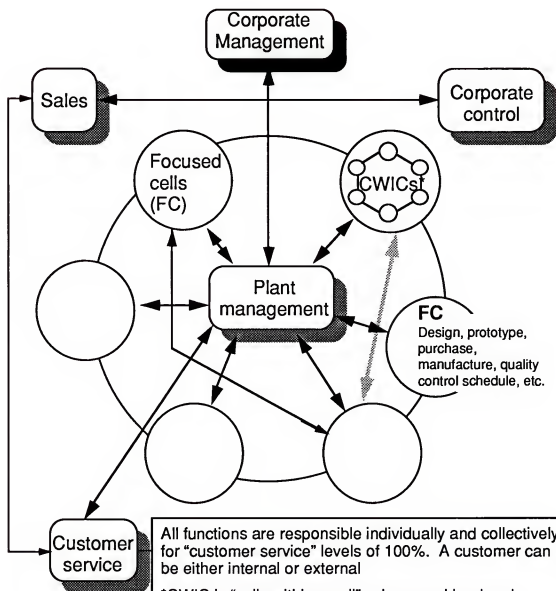 Corporate
Management
Sales
Corporate
control
Focused
cells
(FC)
CWICs*
Plant
management
FC
Design, prototype,
purchase,
manufacture, quality
control schedule, etc.
Customer
service
All functions are responsible individually and collectively
for “customer service” levels of 100%. A customer can
be either internal or external